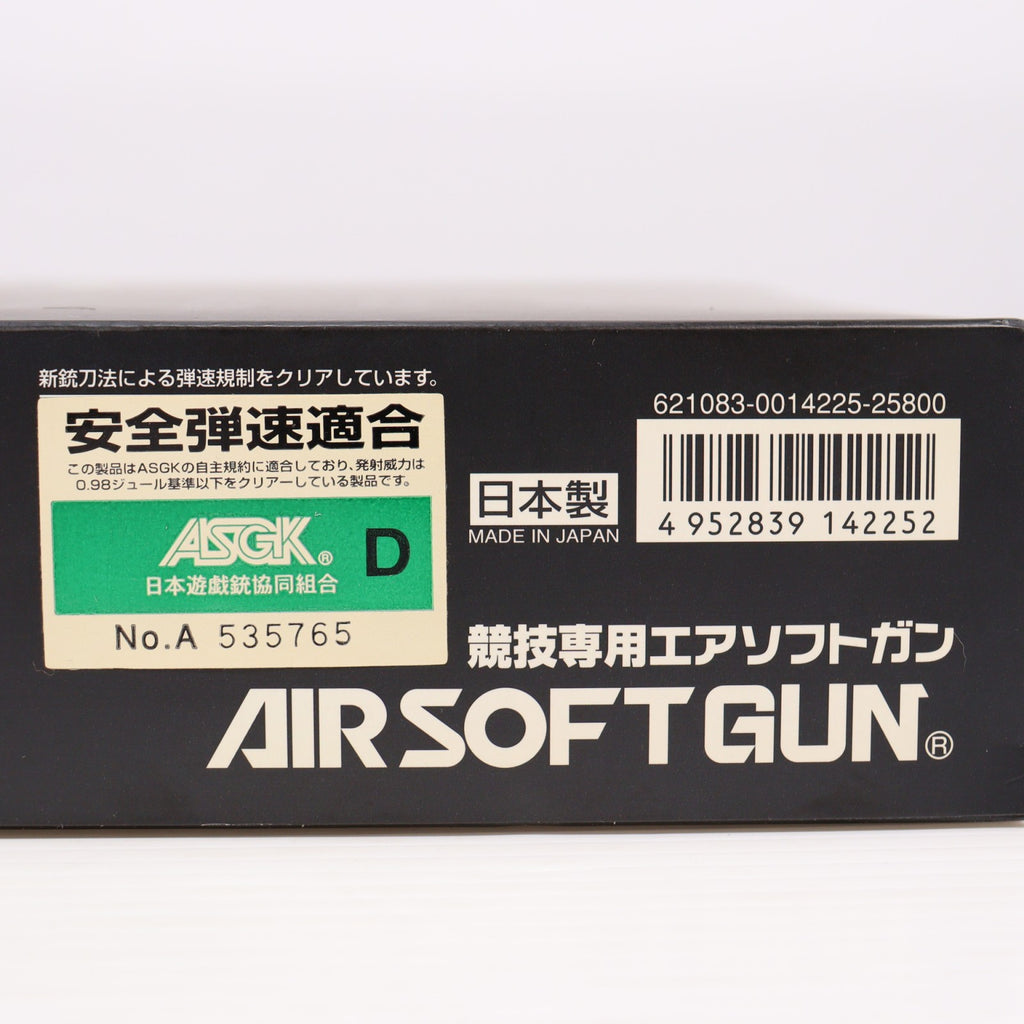 新銃刀法による弾速規制をクリアしています。
安全弾速適合
この製品はASGKの自主規約に適合しており、発射威力は
0.98ジュール基準以下をクリアーしている製品です。
ASGK®
D
日本遊戯銃協同組合
No.A 535765
621083-0014225-25800
4 952839 142252
日本製
MADE IN JAPAN
競技専用エアソフトガン
AIRSOFT GUN®